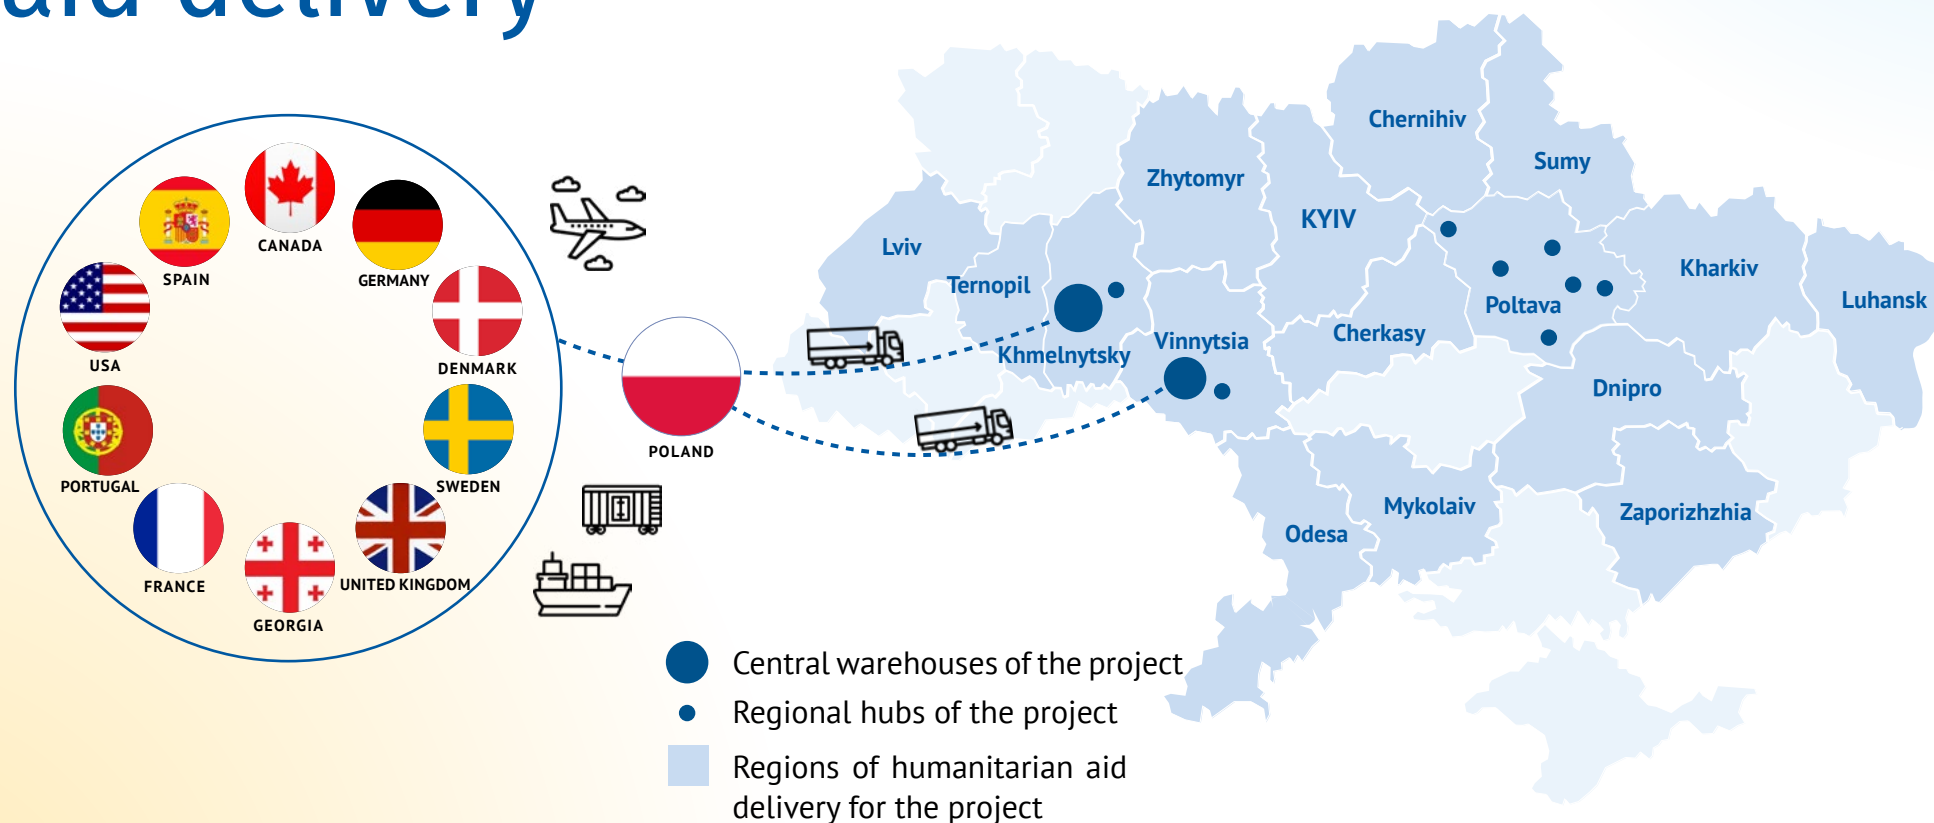 aid delivery
CANADA
SPAIN
GERMANY
USA
DENMARK
PORTUGAL
SWEDEN
FRANCE
UNITED KINGDOM
GEORGIA
POLAND
Chernihiv
Sumy
Zhytomyr
KYIV
Lviv
Ternopil
Kharkiv
Luhansk
Poltava
Khmelnytsky
Vinnytsia
Cherkasy
Dnipro
Mykolaiv
Zaporizhzhia
Odesa
Central warehouses of the project
Regional hubs of the project
Regions of humanitarian aid
delivery for the project